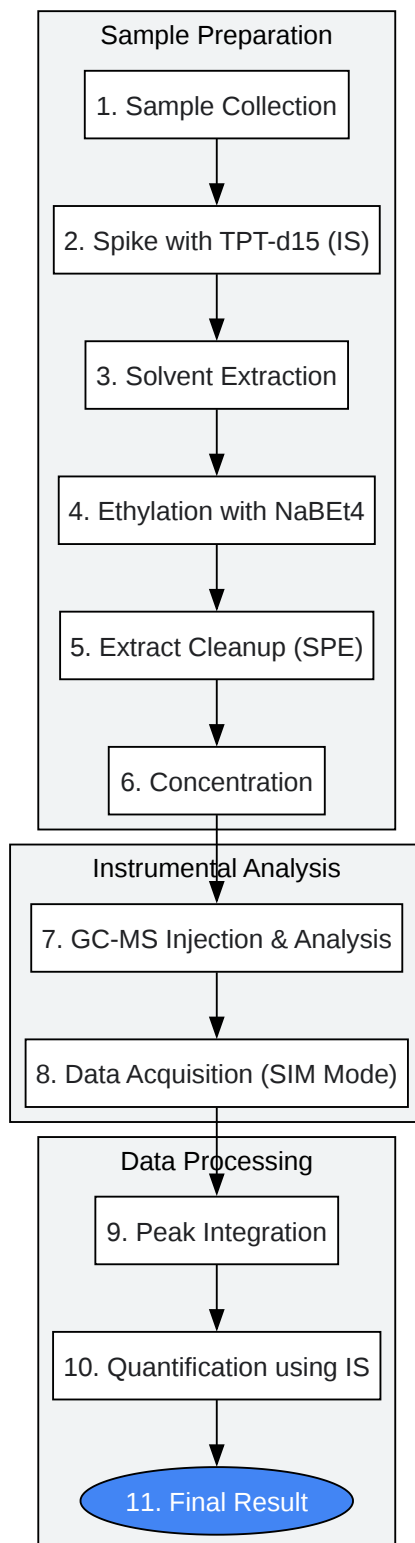 Sample Preparation
1. Sample Collection
2. Spike with TPT-d15 (IS)
3. Solvent Extraction
4. Ethylation with NaBEt4
5. Extract Cleanup (SPE)
6. Concentration
Instrumental Analysis
7. GC-MS Injection & Analysis
8. Data Acquisition (SIM Mode)
Data Processing
9. Peak Integration
10. Quantification using IS
11. Final Result